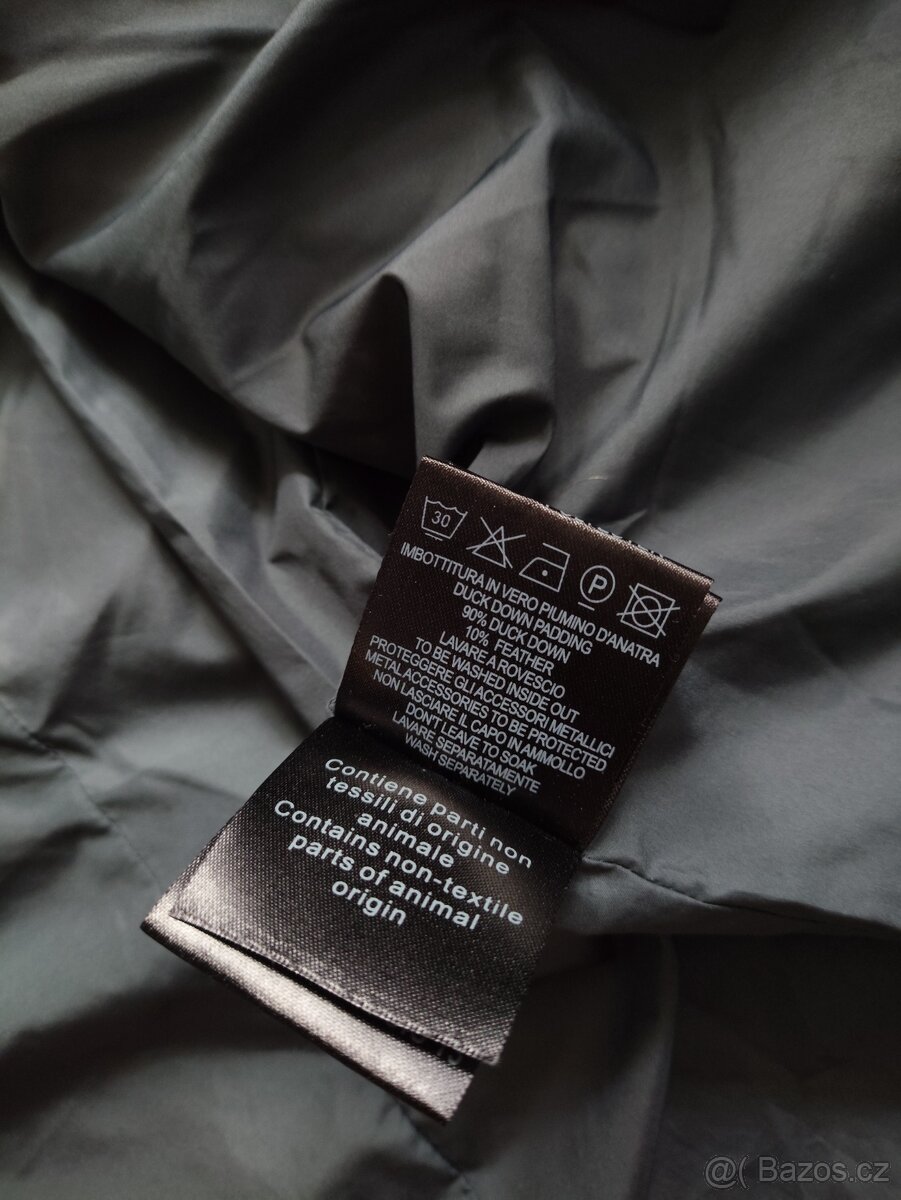 30
P
IMBOTTITURA IN VERO PIUMINO D'ANATRA
DUCK DOWN PADDING
90% DUCK DOWN
10% FEATHER
LAVARE A ROVESCIO
TO BE WASHED INSIDE OUT
PROTEGGERE GLI ACCESSORI METALLICI
METAL ACCESSORIES TO BE PROTECTED
NON LASCIARE IL CAPO IN AMMOLLO
DON'T LEAVE TO SOAK
LAVARE SEPARATAMENTE
WASH SEPARATELY
Contiene parti non
tessili di origine
animale
Contains non-textile
parts of animal
origin
@( Bazos.cz